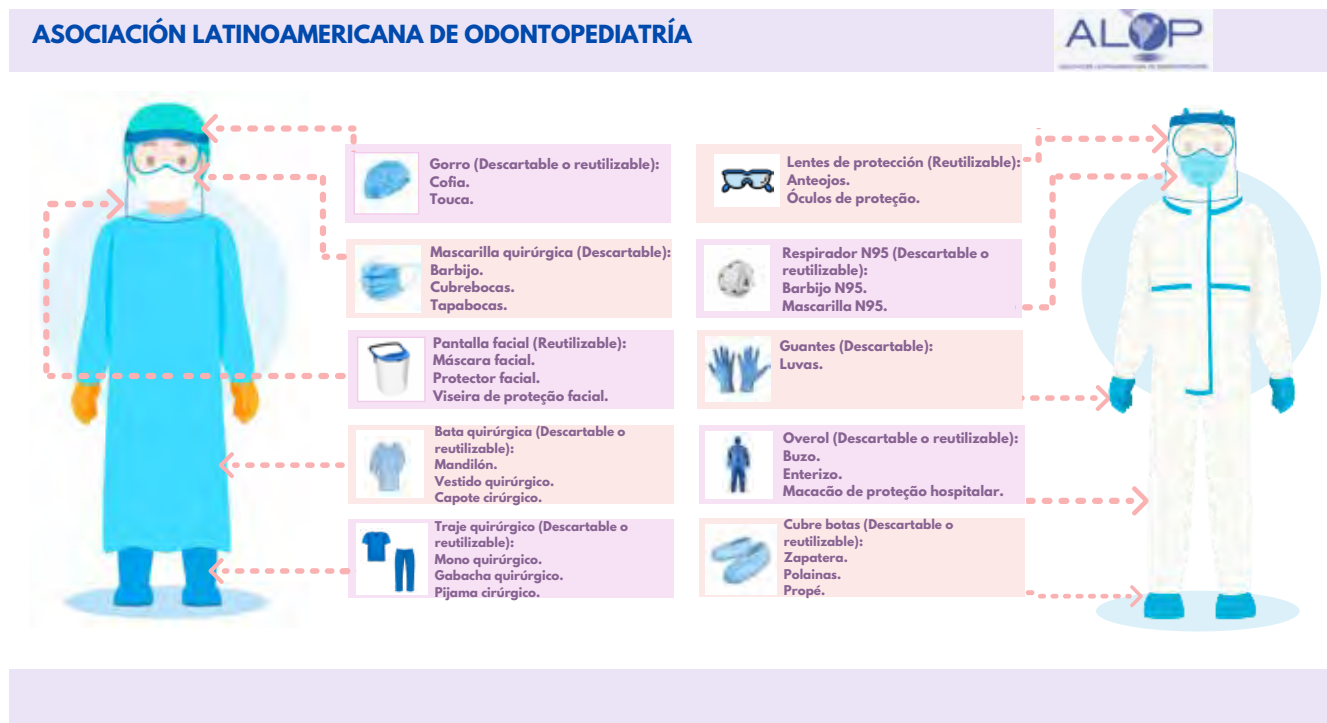 ASOCIACIÓN LATINOAMERICANA DE ODONTOPEDIATRÍA
ALOP
Gorro (Descartable o reutilizable):
Cofia.
Touca.
Mascarilla quirúrgica (Descartable):
Barbijo.
Cubrebocas.
Tapabocas.
Pantalla facial (Reutilizable):
Máscara facial.
Protector facial.
Viseira de proteção facial.
Bata quirúrgica (Descartable o
reutilizable):
Mandilón.
Vestido quirúrgico.
Capote cirúrgico.
Traje quirúrgico (Descartable o
reutilizable):
Mono quirúrgico.
Gabacha quirúrgico.
Pijama cirúrgico.
Lentes de protección (Reutilizable):
Anteojos.
Óculos de proteção.
Respirador N95 (Descartable o
reutilizable):
Barbijo N95.
Mascarilla N95.
Guantes (Descartable):
Luvas.
Overol (Descartable o reutilizable):
Buzo.
Enterizo.
Macacão de proteção hospitalar.
Cubre botas (Descartable o
reutilizable):
Zapatera.
Polainas.
Propé.